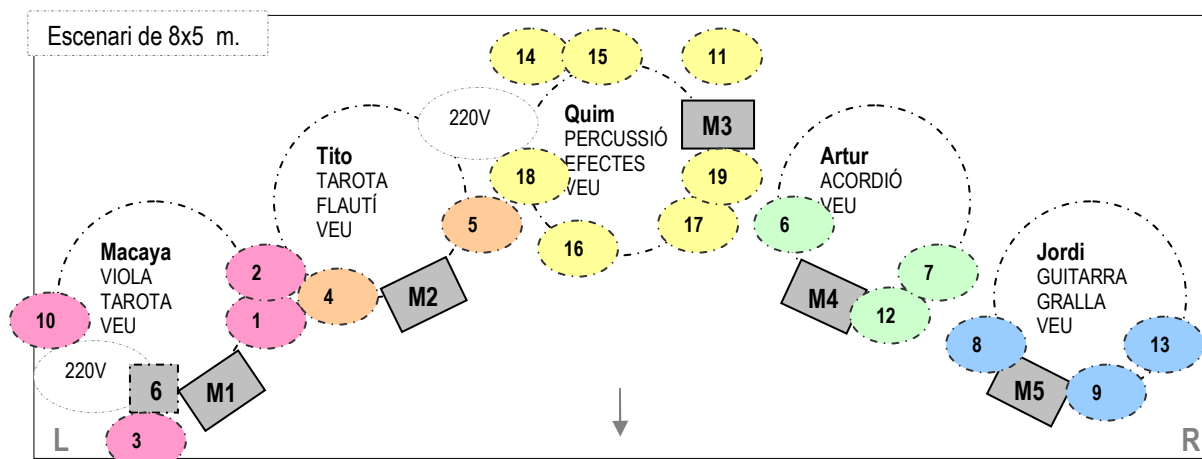 Escenari de 8x5 m.
14
15
11
220V
Quim
PERCUSSIÓ
EFECTES
VEU
M3
Tito
TAROTA
FLAUTÍ
VEU
18
19
Artur
ACORDIÓ
VEU
5
16
17
6
Macaya
VIOLA
TAROTA
VEU
2
4
M2
1
10
7
M4
12
Jordi
GUITARRA
GRALLA
VEU
8
13
220V
6
M1
M5
9
3
L
R